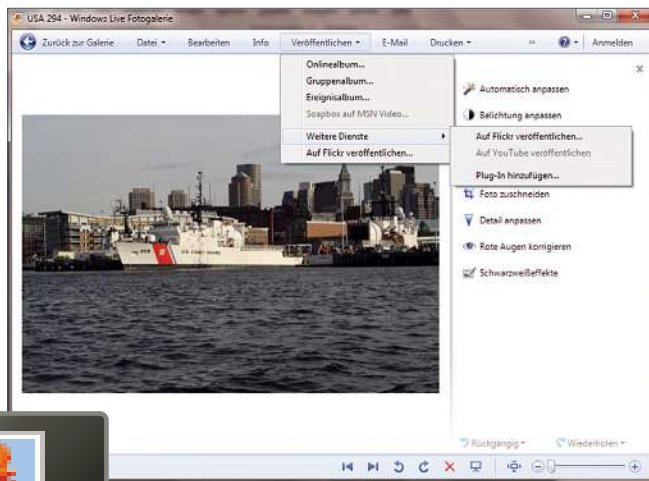 USA 294 - Windows Live Fotogalerie
Zurück zur Galerie Datei Bearbeiten Info Veröffentlichen E-Mail Drucken » Anmelden
Onlinealbum...
Gruppenalbum...
Ereignisalbum...
Soapbox auf MSN Video...
Weitere Dienste
Auf Flickr veröffentlichen...
Auf Flickr veröffentlichen...
Auf YouTube veröffentlichen
Plug-In hinzufügen...
Automatisch anpassen
Belichtung anpassen
Foto zuschneiden
Detail anpassen
Rote Augen korrigieren
Schwarzweißeffekte
U.S. COAST GUARD
Rückgängig Wiederholen